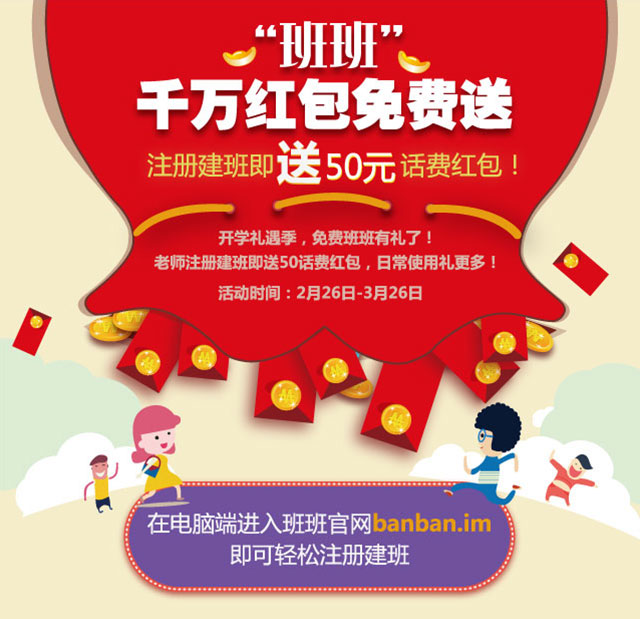 “班班”
千万红包免费送
注册建班即送50元话费红包！
开学礼遇季，免费班班有礼了！
老师注册建班即送50话费红包，日常使用礼更多！
活动时间：2月26日-3月26日
在电脑端进入班班官网banban.im
即可轻松注册建班